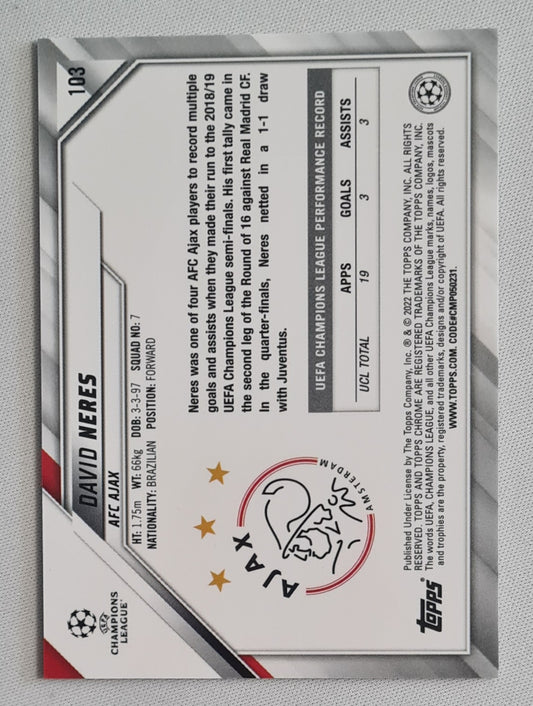 UEFA
CHAMPIONS
LEAGUE
DAVID NERES
103
AFC AJAX
HT: 1.75m WT: 66kg DOB: 3-3-97 SQUAD NO: 7
NATIONALITY: BRAZILIAN POSITION: FORWARD
AJAX
AMSTERDAM
Neres was one of four AFC Ajax players to record multiple
goals and assists when they made their run to the 2018/19
UEFA Champions League semi-finals. His first tally came in
the second leg of the Round of 16 against Real Madrid CF.
In the quarter-finals, Neres netted in a 1-1 draw
with Juventus.
UEFA CHAMPIONS LEAGUE PERFORMANCE RECORD
APPS GOALS ASSISTS
UCL TOTAL 19 3 3
topps
Published Under License by The Topps Company, Inc. ® & © 2022 THE TOPPS COMPANY, INC. ALL RIGHTS
RESERVED. TOPPS AND TOPPS CHROME ARE REGISTERED TRADEMARKS OF THE TOPPS COMPANY, INC.
The words UEFA, CHAMPIONS LEAGUE, and all other UEFA Champions League marks, names, logos, mascots
and trophies are the property, registered trademarks, designs and/or copyright of UEFA. All rights reserved.
WWW.TOPPS.COM. CODE#CMP050231.